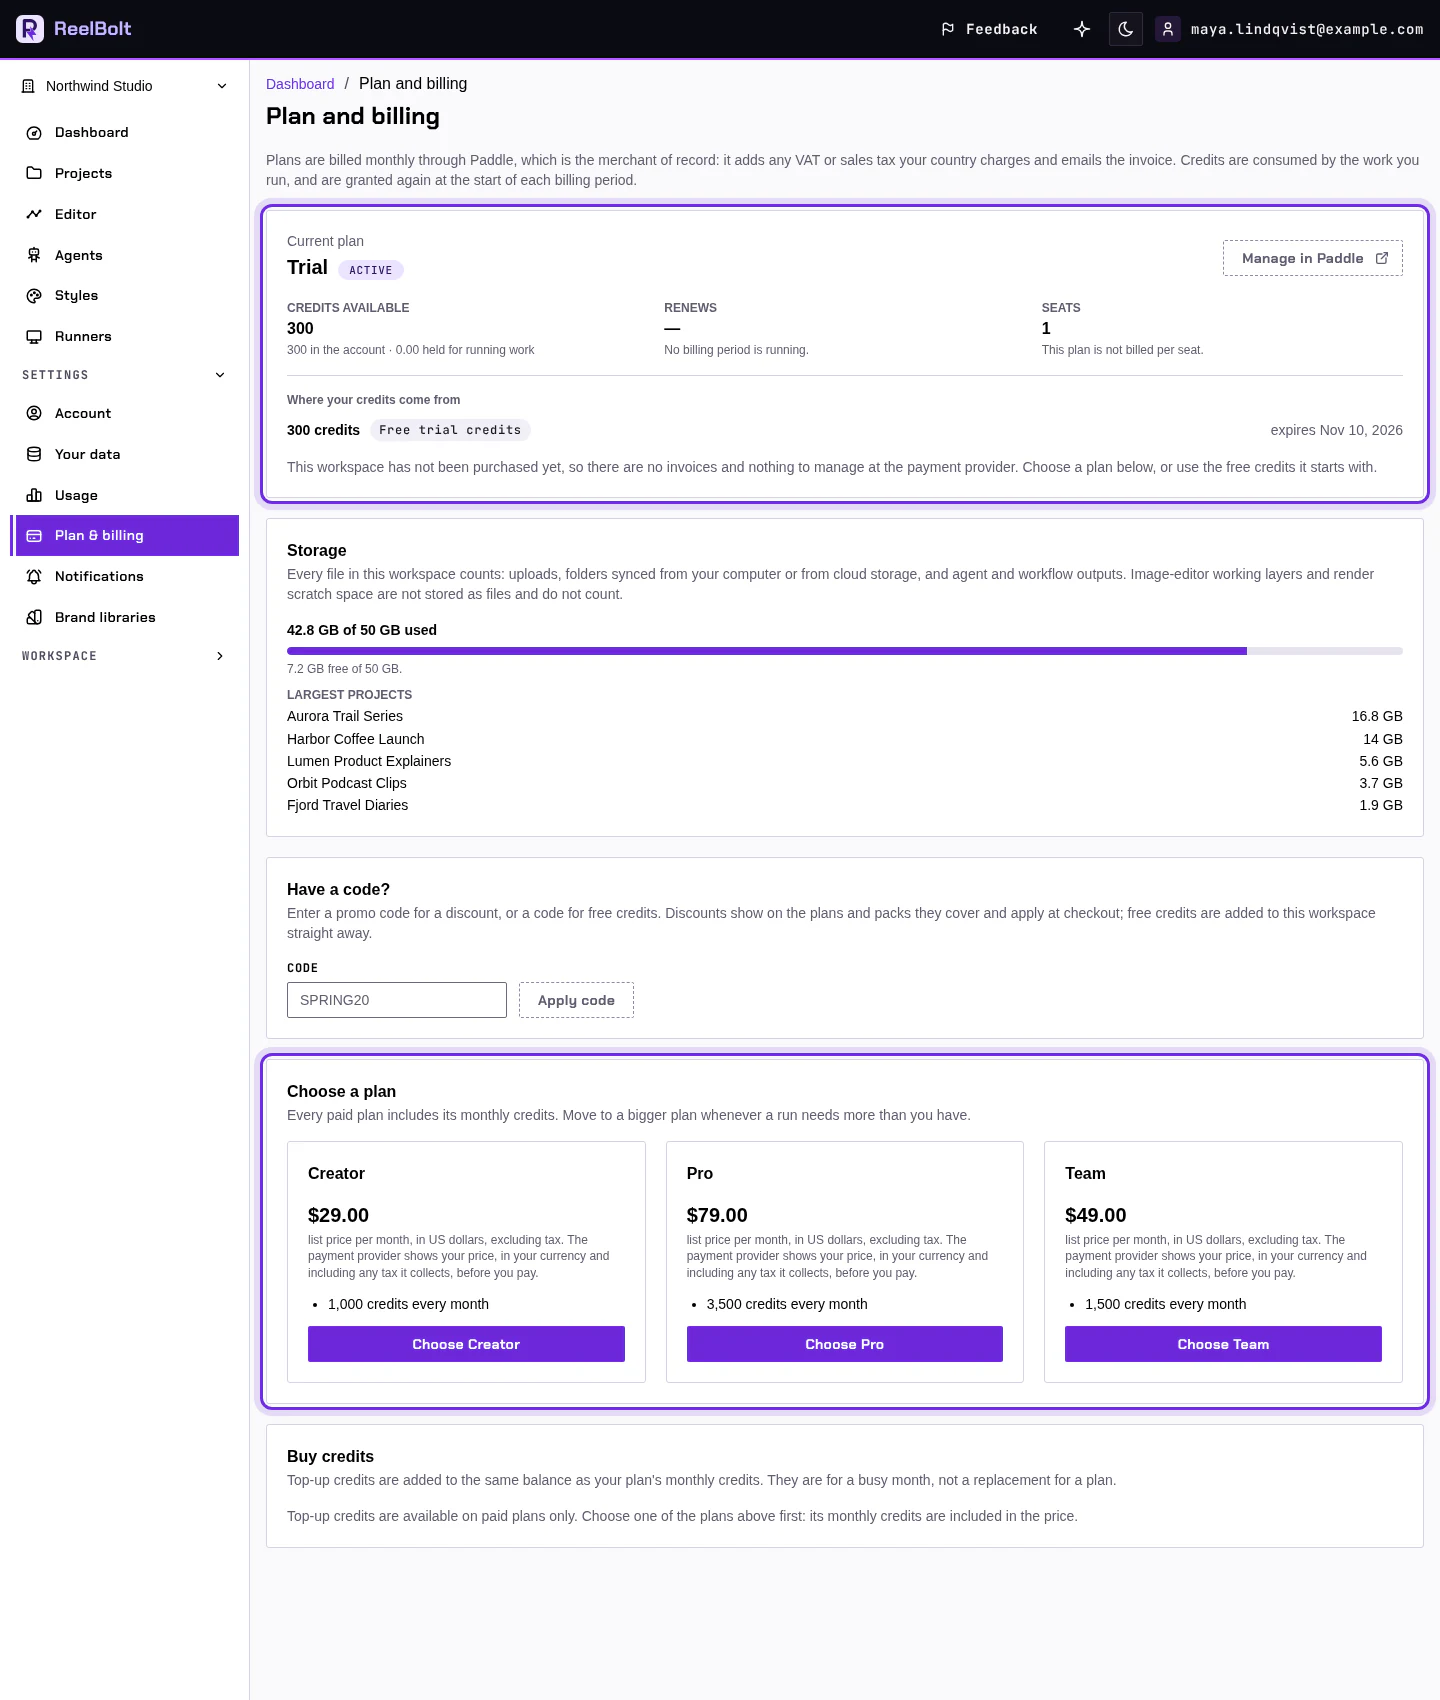 ReelBolt
Feedback
maya.lindqvist@example.com
Northwind Studio
Dashboard
Projects
Editor
Agents
Styles
Runners
SETTINGS
Account
Your data
Usage
Plan & billing
Notifications
Brand libraries
WORKSPACE
Dashboard / Plan and billing
Plan and billing
Plans are billed monthly through Paddle, which is the merchant of record: it adds any VAT or sales tax your country charges and emails the invoice. Credits are consumed by the work you
run, and are granted again at the start of each billing period.
Current plan
Trial ACTIVE
Manage in Paddle
CREDITS AVAILABLE
300
300 in the account · 0.00 held for running work
RENEWS
—
No billing period is running.
SEATS
1
This plan is not billed per seat.
Where your credits come from
300 credits Free trial credits expires Nov 10, 2026
This workspace has not been purchased yet, so there are no invoices and nothing to manage at the payment provider. Choose a plan below, or use the free credits it starts with.
Storage
Every file in this workspace counts: uploads, folders synced from your computer or from cloud storage, and agent and workflow outputs. Image-editor working layers and render
scratch space are not stored as files and do not count.
42.8 GB of 50 GB used
7.2 GB free of 50 GB.
LARGEST PROJECTS
Aurora Trail Series 16.8 GB
Harbor Coffee Launch 14 GB
Lumen Product Explainers 5.6 GB
Orbit Podcast Clips 3.7 GB
Fjord Travel Diaries 1.9 GB
Have a code?
Enter a promo code for a discount, or a code for free credits. Discounts show on the plans and packs they cover and apply at checkout; free credits are added to this workspace
straight away.
CODE
SPRING20
Apply code
Choose a plan
Every paid plan includes its monthly credits. Move to a bigger plan whenever a run needs more than you have.
Creator
$29.00
list price per month, in US dollars, excluding tax. The
payment provider shows your price, in your currency and
including any tax it collects, before you pay.
• 1,000 credits every month
Choose Creator
Pro
$79.00
list price per month, in US dollars, excluding tax. The
payment provider shows your price, in your currency and
including any tax it collects, before you pay.
• 3,500 credits every month
Choose Pro
Team
$49.00
list price per month, in US dollars, excluding tax. The
payment provider shows your price, in your currency and
including any tax it collects, before you pay.
• 1,500 credits every month
Choose Team
Buy credits
Top-up credits are added to the same balance as your plan's monthly credits. They are for a busy month, not a replacement for a plan.
Top-up credits are available on paid plans only. Choose one of the plans above first: its monthly credits are included in the price.